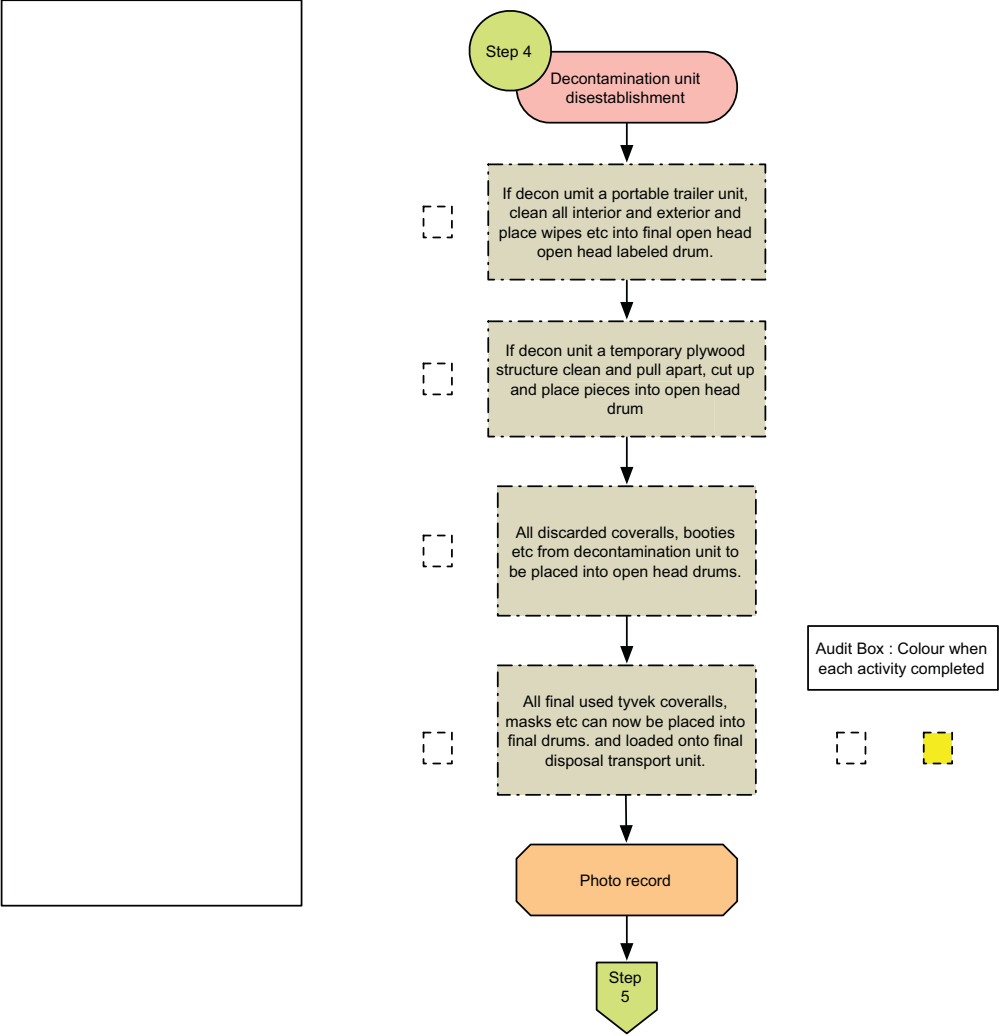 Step 4
Decontamination unit
disestablishment
If decon umit a portable trailer unit,
clean all interior and exterior and
place wipes etc into final open head
open head labeled drum.
If decon unit a temporary plywood
structure clean and pull apart, cut up
and place pieces into open head
drum
All discarded coveralls, booties
etc from decontamination unit to
be placed into open head drums.
Audit Box : Colour when
each activity completed
All final used tyvek coveralls,
masks etc can now be placed into
final drums. and loaded onto final
disposal transport unit.
Photo record
Step
5